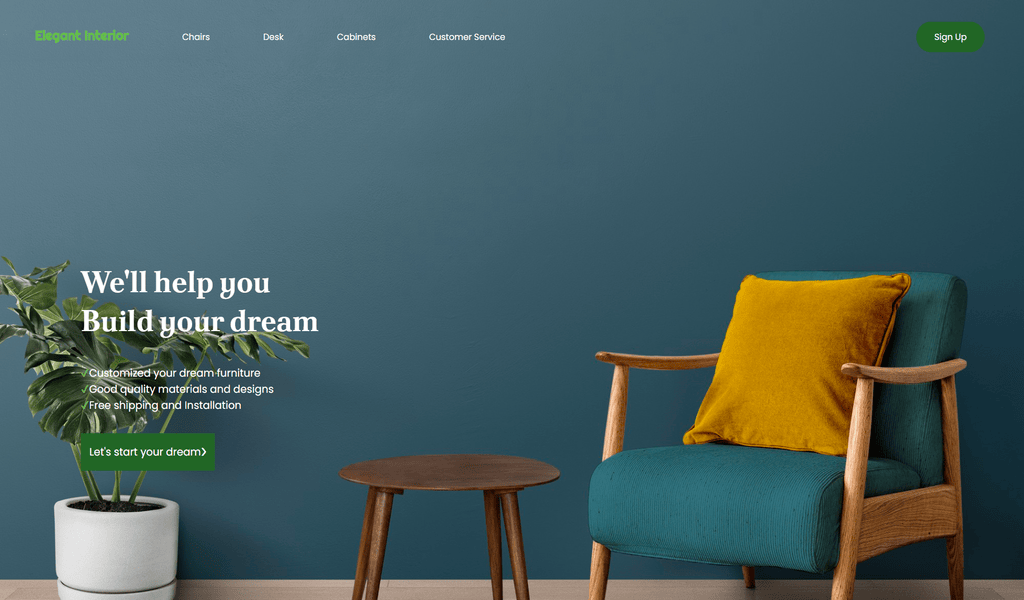 Elegant Interior
Chairs
Desk
Cabinets
Customer Service
Sign Up
We'll help you
Build your dream
✓Customized your dream furniture
✓Good quality materials and designs
✓Free shipping and Installation
Let's start your dream❯